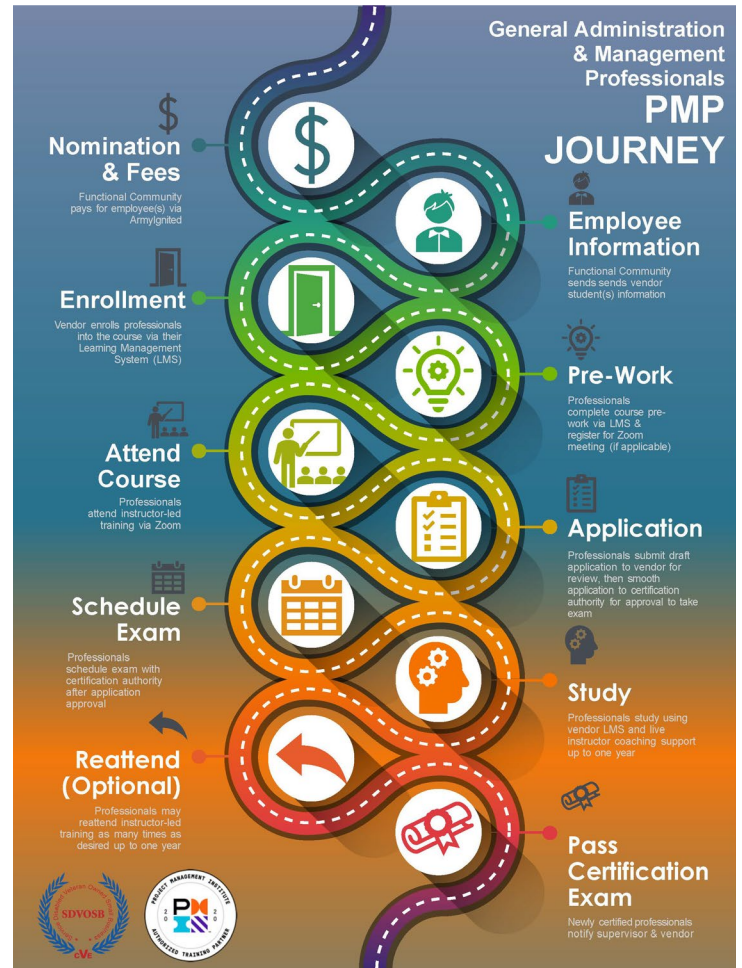 General Administration
& Management
Professionals
PMP
JOURNEY
Nomination
& Fees
Functional Community
pays for employee(s) via
ArmyIgnited
Employee
Information
Functional Community
sends sends vendor
student(s) information
Enrollment
Vendor enrolls professionals
into the course via their
Learning Management
System (LMS)
Pre-Work
Professionals
complete course pre-
work via LMS &
register for Zoom
meeting (if applicable)
Attend
Course
Professionals
attend instructor-led
training via Zoom
Application
Professionals submit draft
application to vendor for
review, then smooth
application to certification
authority for approval to take
exam
Schedule
Exam
Professionals
schedule exam with
certification authority
after application
approval
Study
Professionals study using
vendor LMS and live
instructor coaching support
up to one year
Reattend
(Optional)
Professionals may
reattend instructor-led
training as many times as
desired up to one year
Pass
Certification
Exam
Newly certified professionals
notify supervisor & vendor
SDVOSB
CVE
PROJECT MANAGEMENT INSTITUTE
20 20
AUTHORIZED TRAINING PARTNER